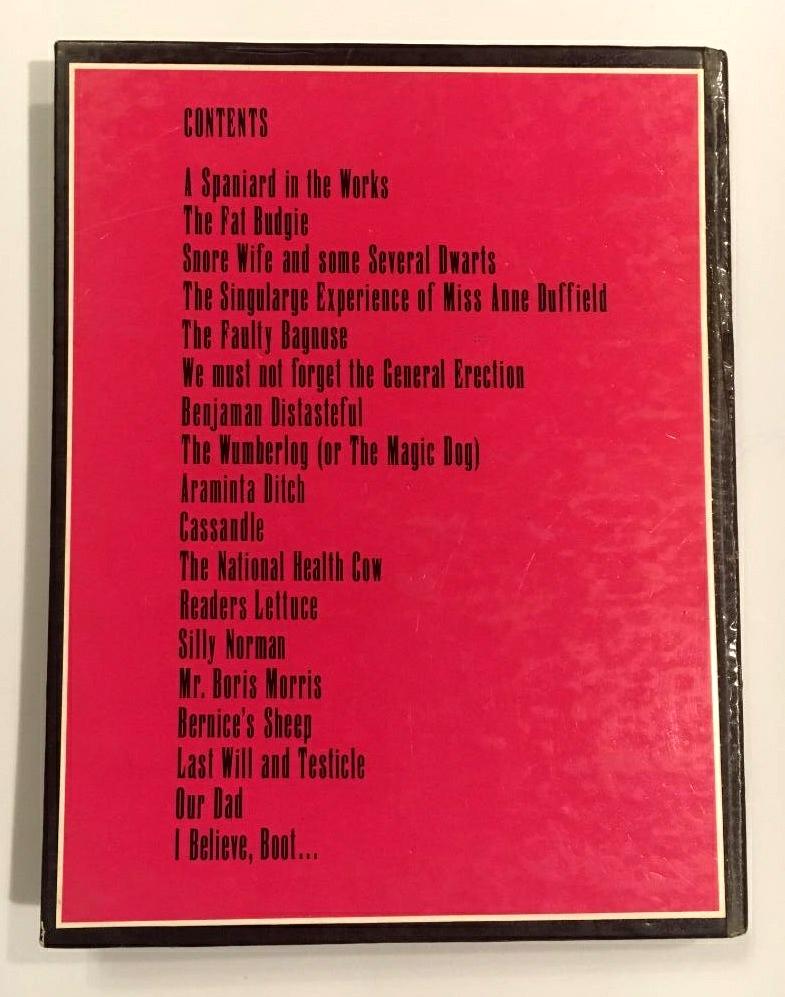 CONTENTS
A Spaniard in the Works
The Fat Budgie
Snore Wife and some Several Dwarts
The Singularge Experience of Miss Anne Duffield
The Faulty Bagnose
We must not forget the General Erection
Benjaman Distasteful
The Wumberlog (or The Magic Dog)
Araminta Ditch
Cassandle
The National Health Cow
Readers Lettuce
Silly Norman
Mr. Boris Morris
Bernice's Sheep
Last Will and Testicle
Our Dad
I Believe, Boot...